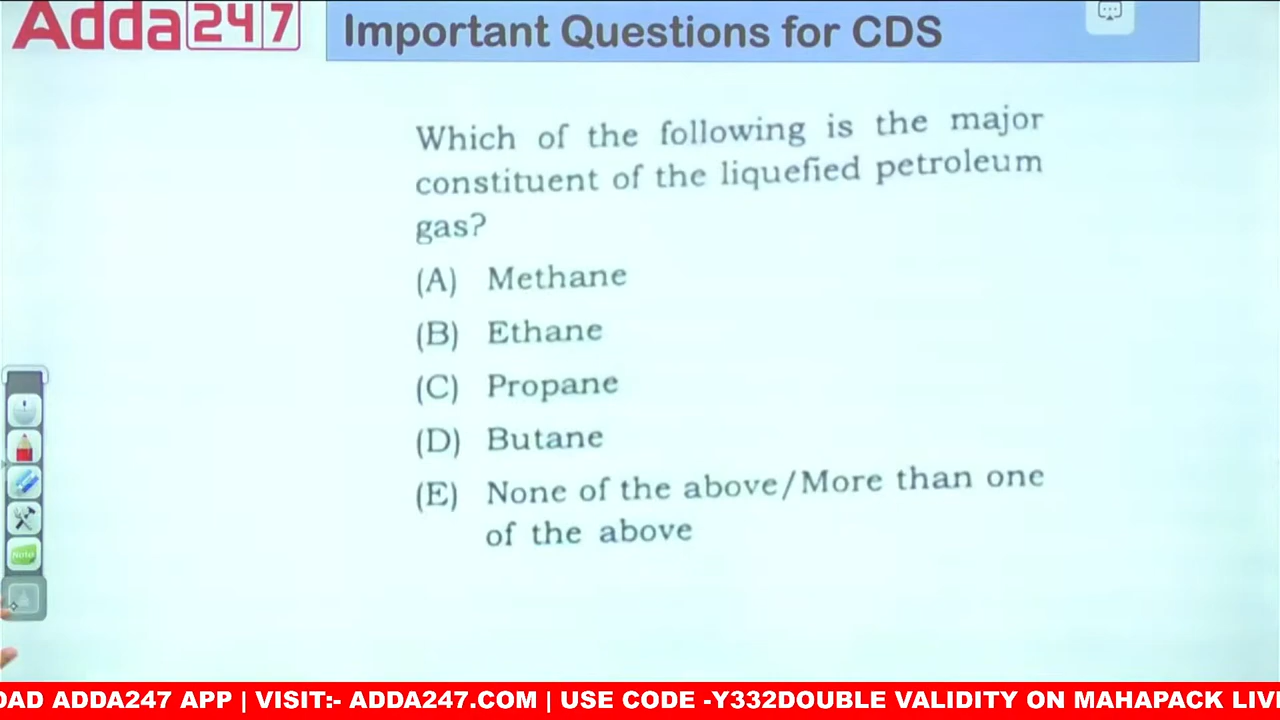 Adda247
Important Questions for CDS
Which of the following is the major
constituent of the liquefied petroleum
gas?
(A) Methane
(B) Ethane
(C) Propane
(D) Butane
(E) None of the above/More than one
of the above
Note
OAD ADDA247 APP | VISIT:- ADDA247.COM | USE CODE -Y332DOUBLE VALIDITY ON MAHAPACK LIV